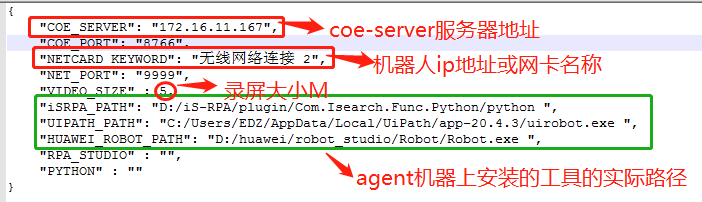 {
"COE_SERVER": "172.16.11.167", coe-server服务器地址
"COE_PORT": "8766",
"NETCARD KEYWORD": "无线网络连接 2", 机器人ip地址或网卡名称
"NET_PORT": "9999",
"VIDEO_SIZE" : 5, 录屏大小M
"iSRPA_PATH": "D:/iS-RPA/plugin/Com.Isearch.Func.Python/python ",
"UIPATH_PATH": "C:/Users/EDZ/AppData/Local/UiPath/app-20.4.3/uirobot.exe ",
"HUAWEI_ROBOT_PATH": "D:/huawei/robot_studio/Robot/Robot.exe ",
"RPA_STUDIO" : "",
"PYTHON" : ""
agent机器上安装的工具的实际路径
}